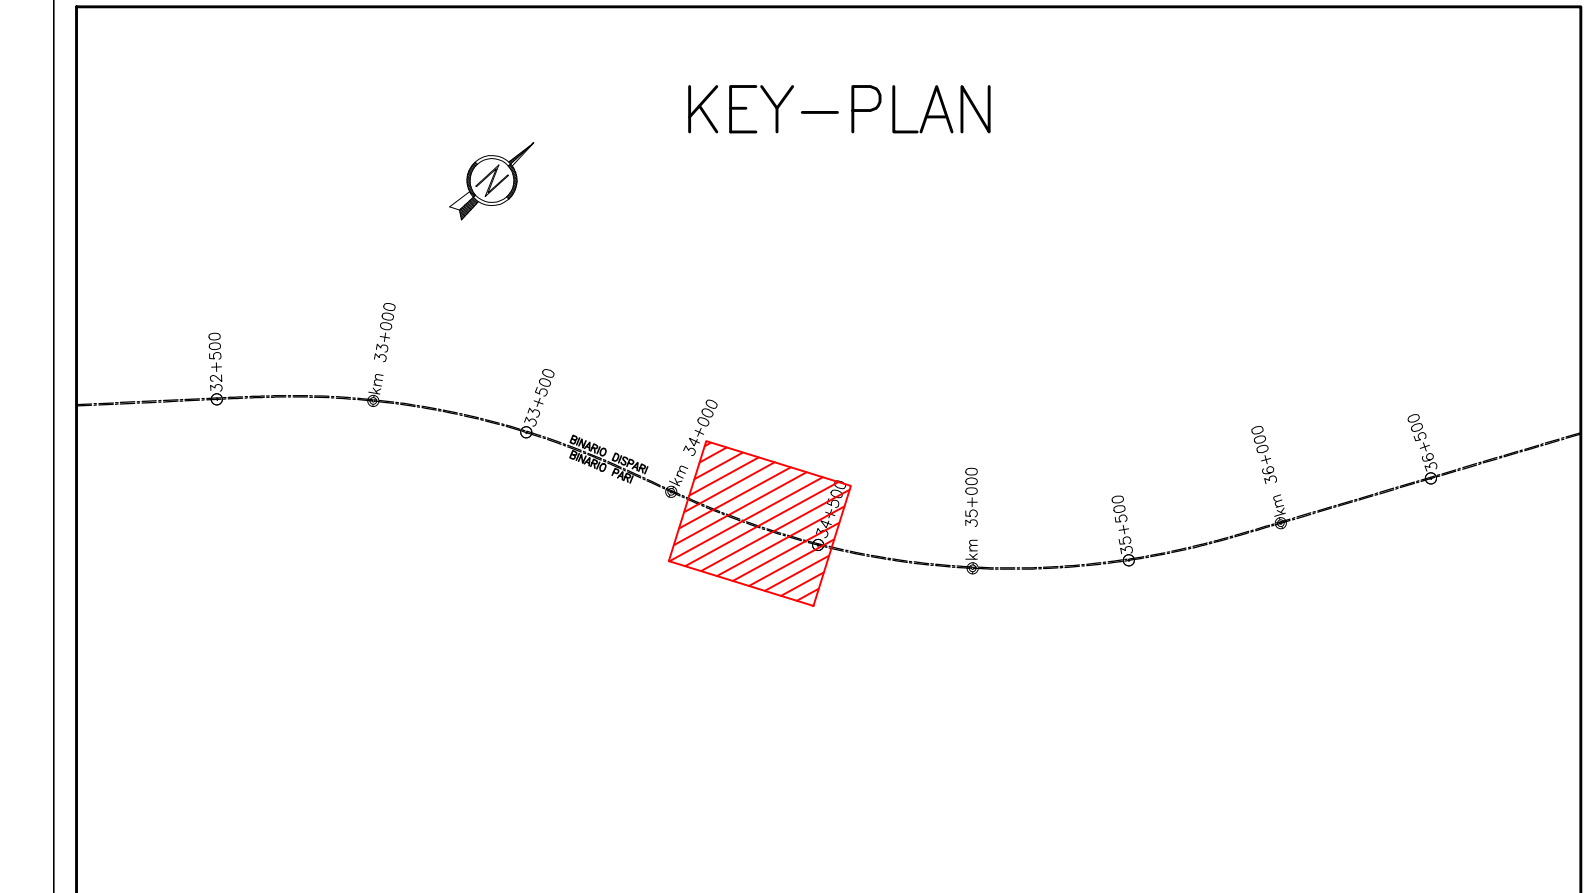 KEY-PLAN
N
32+500
km 33+000
33+500
BINARIO DISPARI
BINARIO PARI
km 34+000
34+500
km 35+000
35+500
km 36+000
36+500